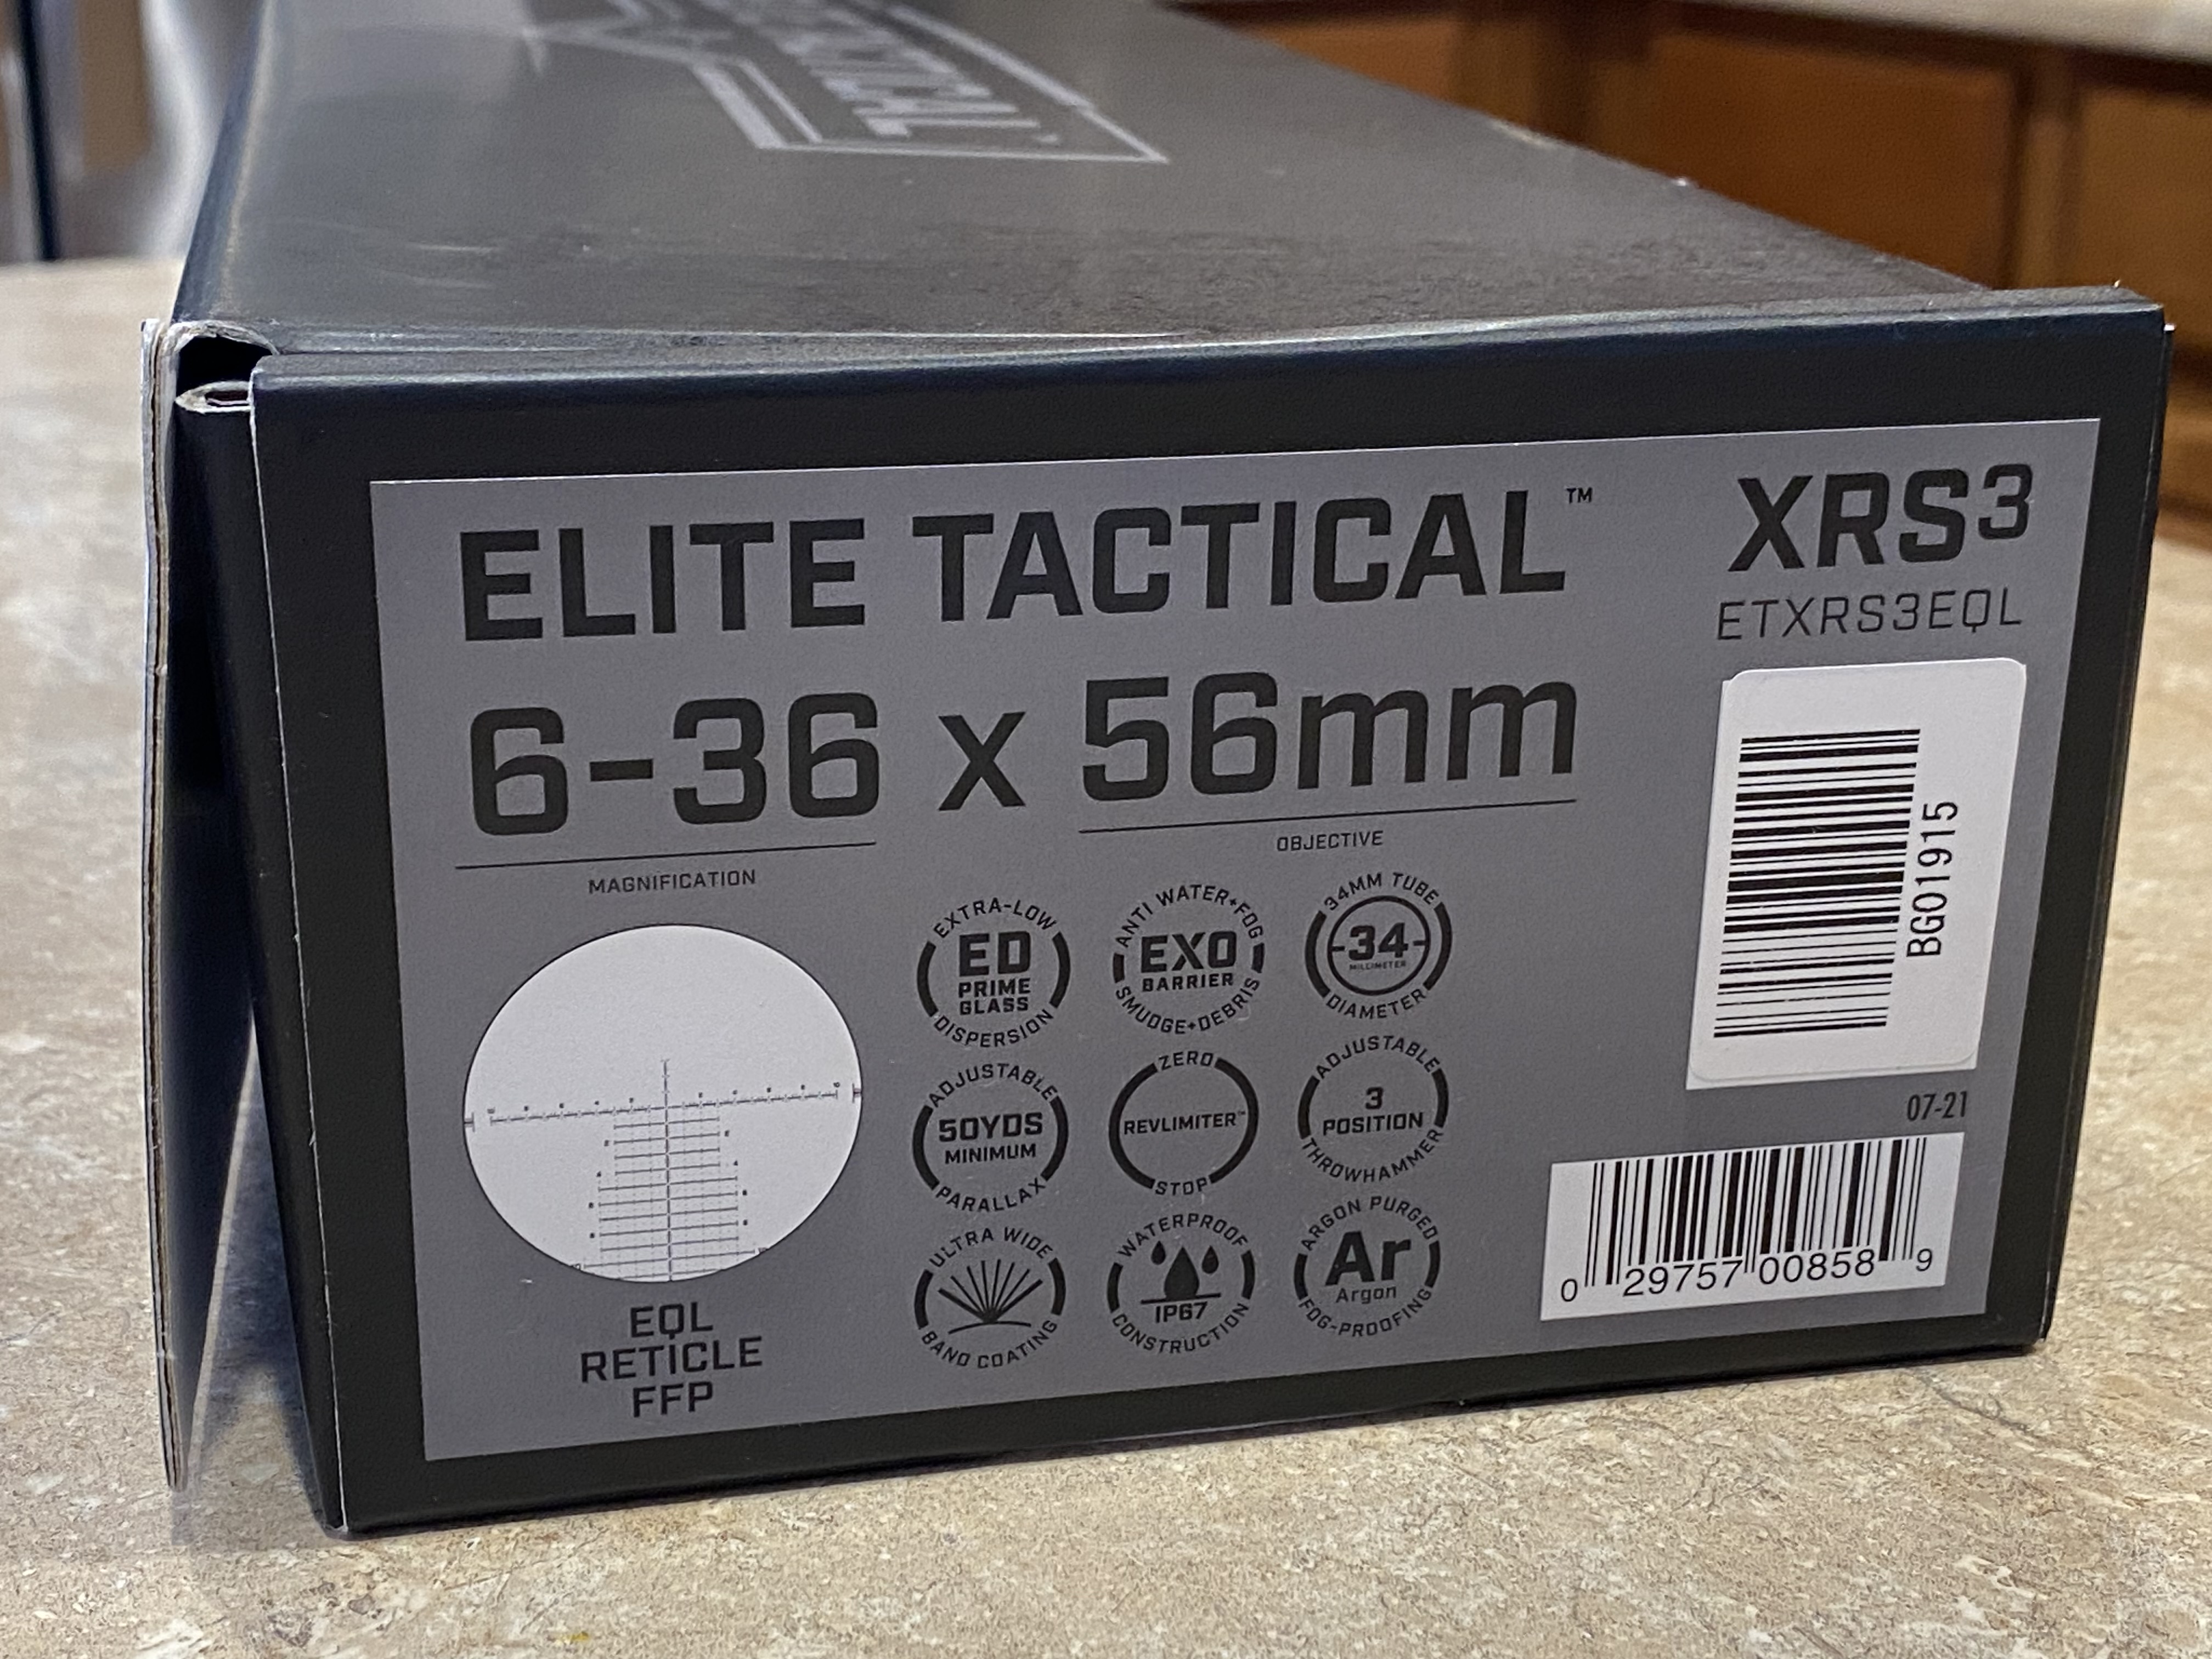 TACTICAL
ELITE TACTICAL™
XRS3
ETXRS3EQL
6-36 x 56mm
MAGNIFICATION
OBJECTIVE
EXTRA-LOW
ED
PRIME
GLASS
DISPERSION
ANTI WATER+FOG
EXO
BARRIER
SMUDGE+DEBRIS
34MM TUBE
-34-
MILLIMETER
DIAMETER
ADJUSTABLE
50YDS
MINIMUM
PARALLAX
ZERO
REVLIMITER™
STOP
ADJUSTABLE
3
POSITION
THROWHAMMER
ULTRA WIDE
BAND COATING
WATERPROOF
IP67
CONSTRUCTION
ARGON PURGED
Ar
Argon
FOG-PROOFING
EQL
RETICLE
FFP
BG01915
07-21
0 29757 00858 9